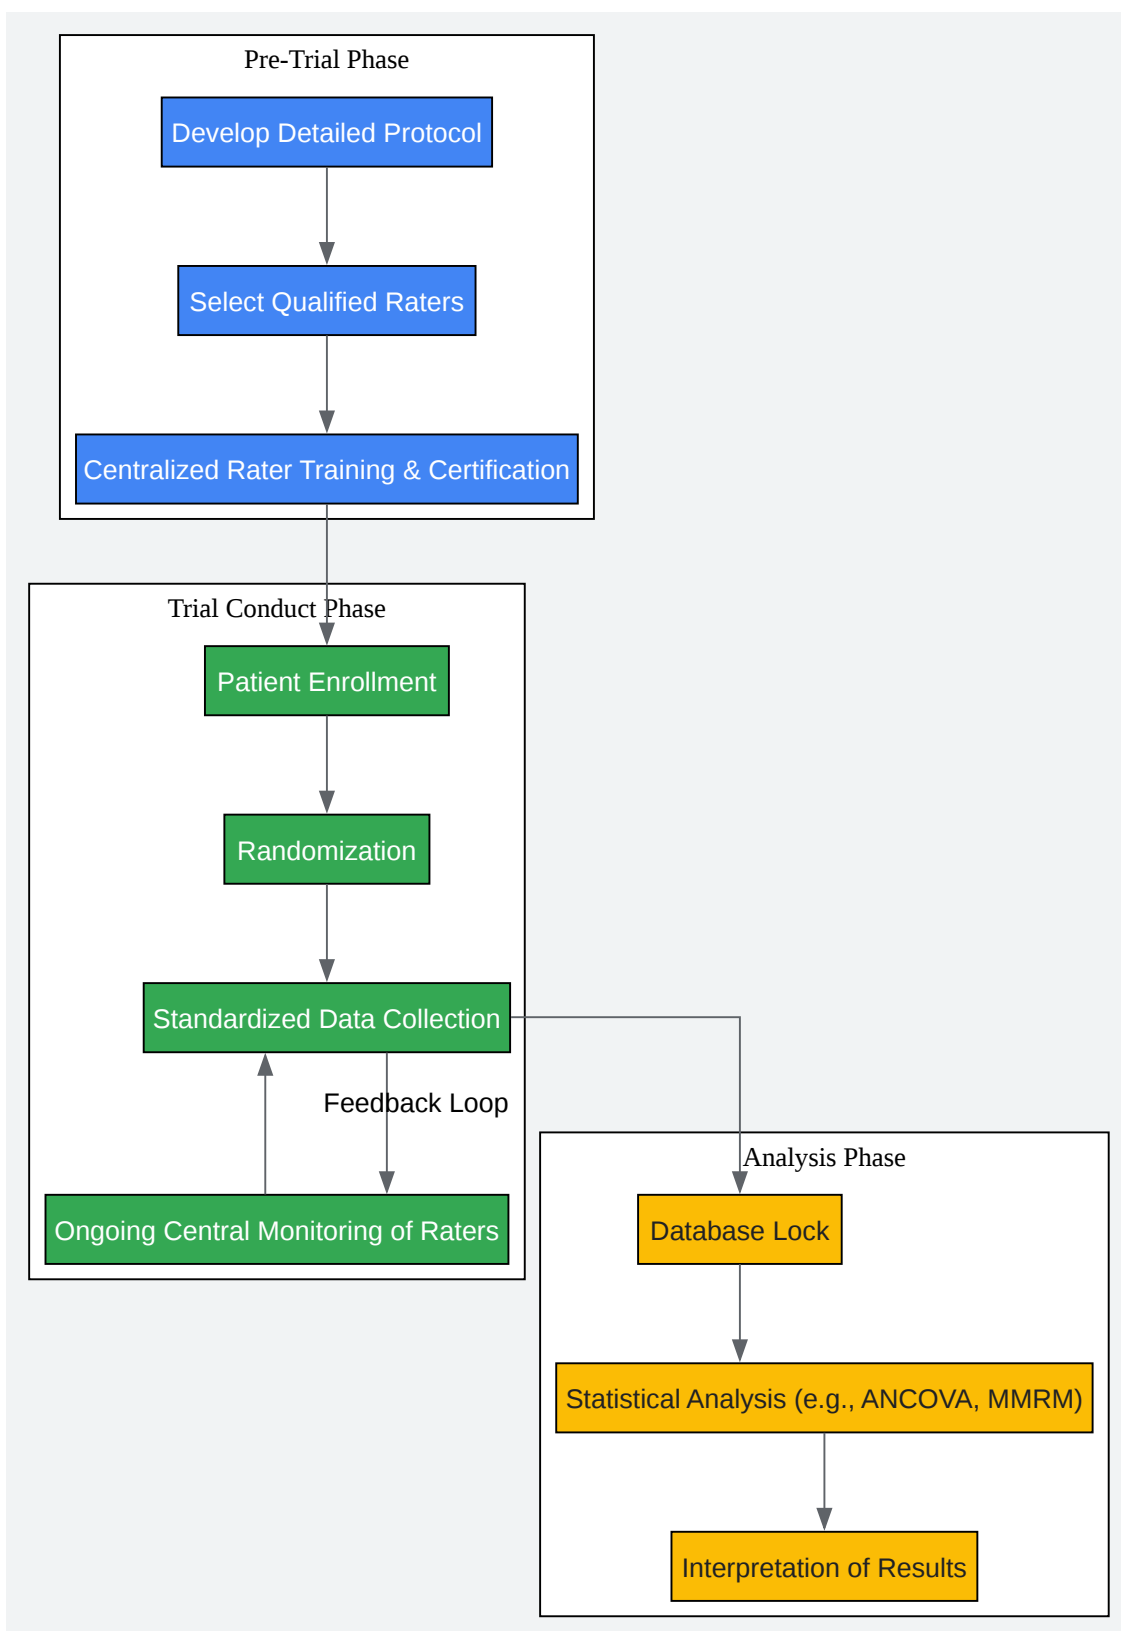 Pre-Trial Phase
Develop Detailed Protocol
Select Qualified Raters
Centralized Rater Training & Certification
Trial Conduct Phase
Patient Enrollment
Randomization
Standardized Data Collection
Feedback Loop
Ongoing Central Monitoring of Raters
Analysis Phase
Database Lock
Statistical Analysis (e.g., ANCOVA, MMRM)
Interpretation of Results